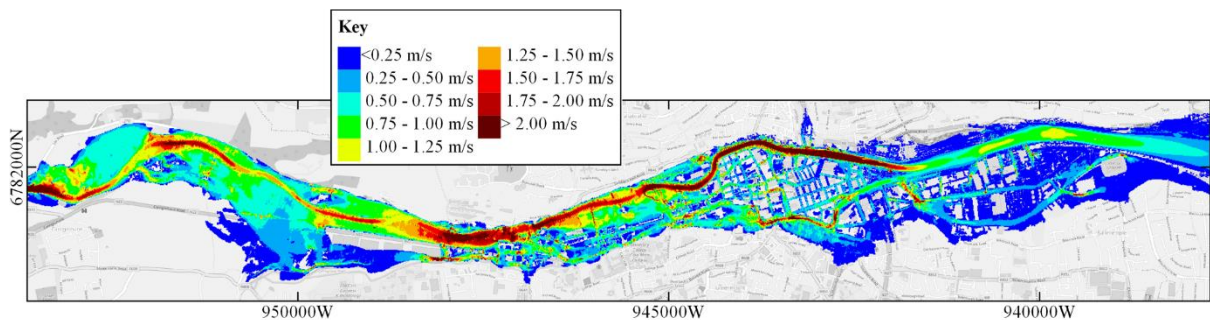 Key
<0.25 m/s
0.25 - 0.50 m/s
0.50 - 0.75 m/s
0.75 - 1.00 m/s
1.00 - 1.25 m/s
1.25 - 1.50 m/s
1.50 - 1.75 m/s
1.75 - 2.00 m/s
> 2.00 m/s
6782000N
950000W
945000W
940000W